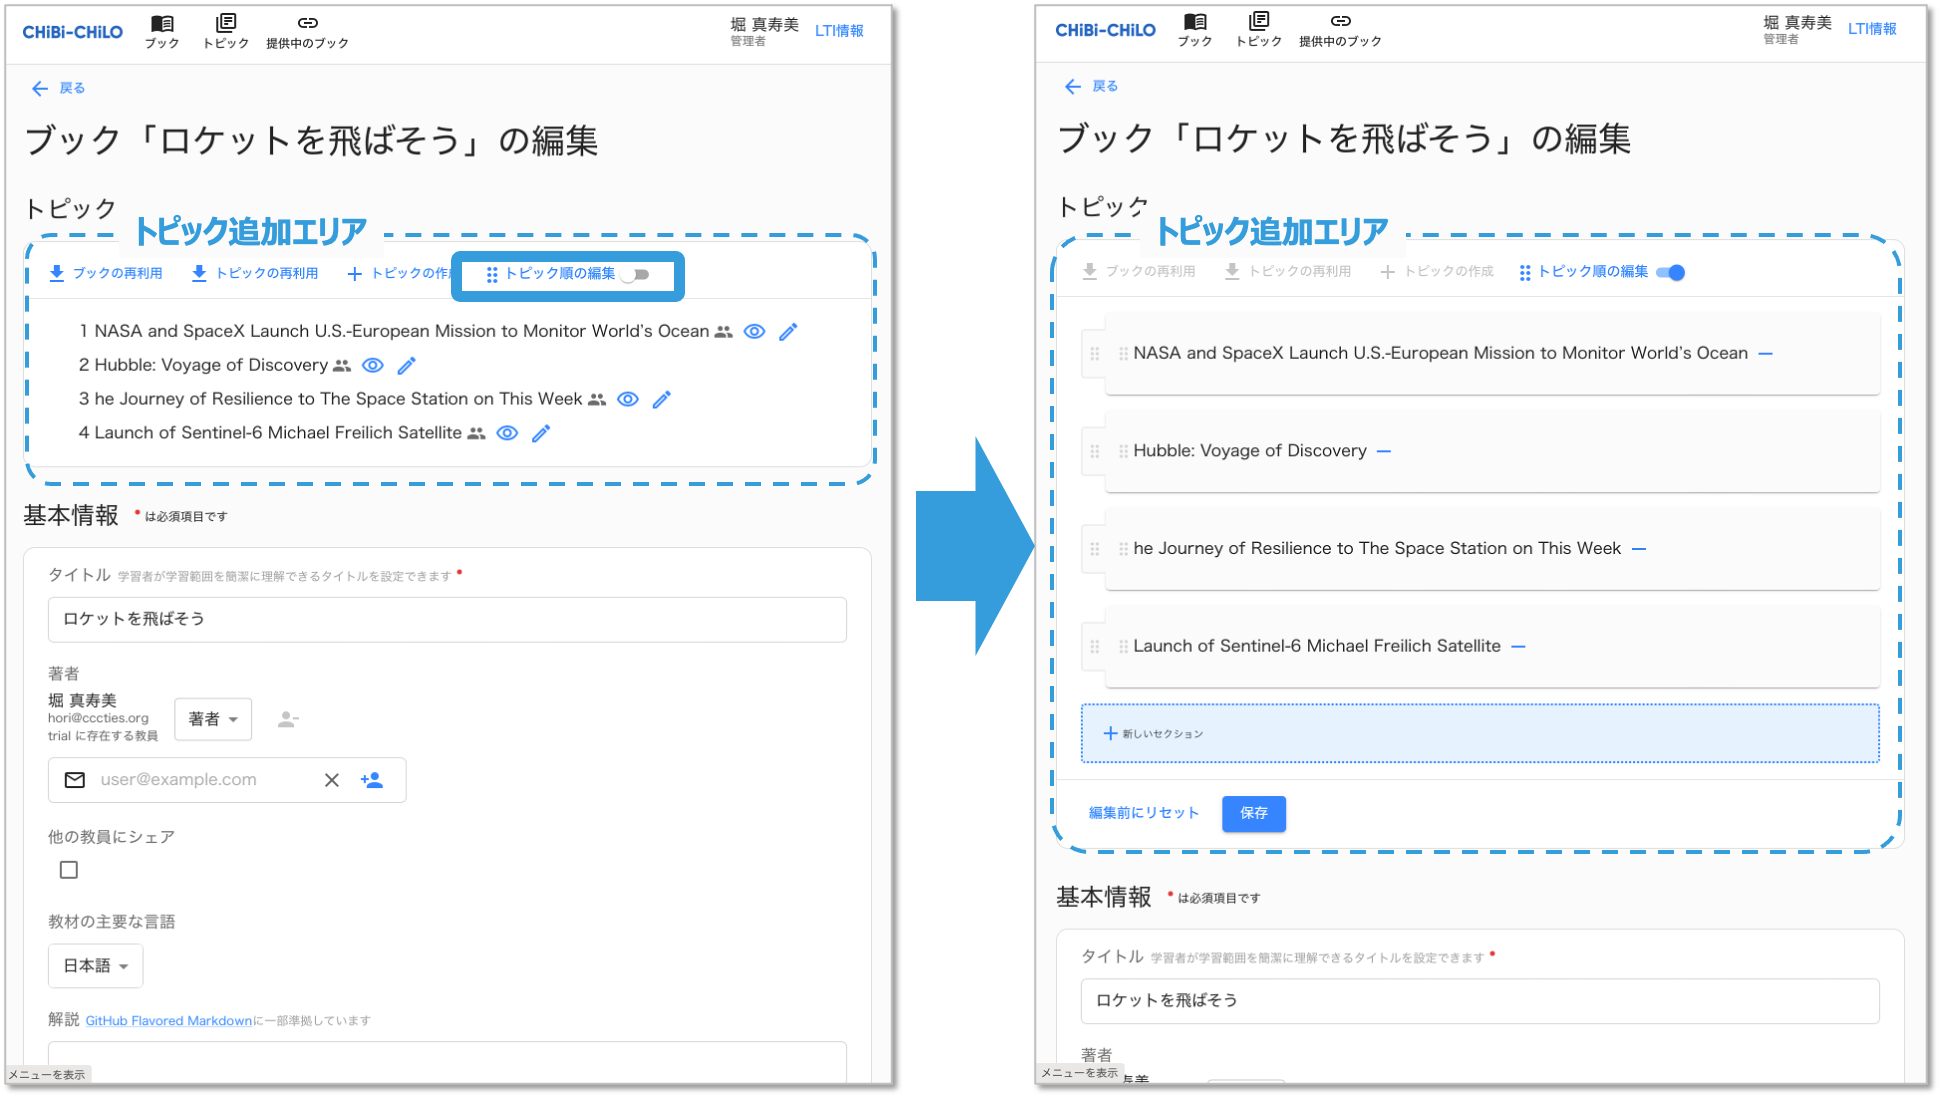 CHiBi-CHiLO
ブック
トピック
提供中のブック
堀 真寿美
管理者
LTI情報
戻る
ブック「ロケットを飛ばそう」の編集
トピック
トピック追加エリア
ブックの再利用
トピックの再利用
トピックの作
トピック順の編集
1 NASA and SpaceX Launch U.S.-European Mission to Monitor World's Ocean
2 Hubble: Voyage of Discovery
3 he Journey of Resilience to The Space Station on This Week
4 Launch of Sentinel-6 Michael Freilich Satellite
基本情報 * は必須項目です
タイトル 学習者が学習範囲を簡潔に理解できるタイトルを設定できます *
ロケットを飛ばそう
著者
堀 真寿美
hori@cccties.org
trial に存在する教員
著者
user@example.com
他の教員にシェア
教材の主要な言語
日本語
解説 GitHub Flavored Markdownに一部準拠しています
メニューを表示
CHiBi-CHiLO
ブック
トピック
提供中のブック
堀 真寿美
管理者
LTI情報
戻る
ブック「ロケットを飛ばそう」の編集
トピック
トピック追加エリア
ブックの再利用
トピックの再利用
トピックの作成
トピック順の編集
NASA and SpaceX Launch U.S.-European Mission to Monitor World's Ocean
Hubble: Voyage of Discovery
he Journey of Resilience to The Space Station on This Week
Launch of Sentinel-6 Michael Freilich Satellite
新しいセクション
編集前にリセット
保存
基本情報 * は必須項目です
タイトル 学習者が学習範囲を簡潔に理解できるタイトルを設定できます *
ロケットを飛ばそう
著者
メニューを表示